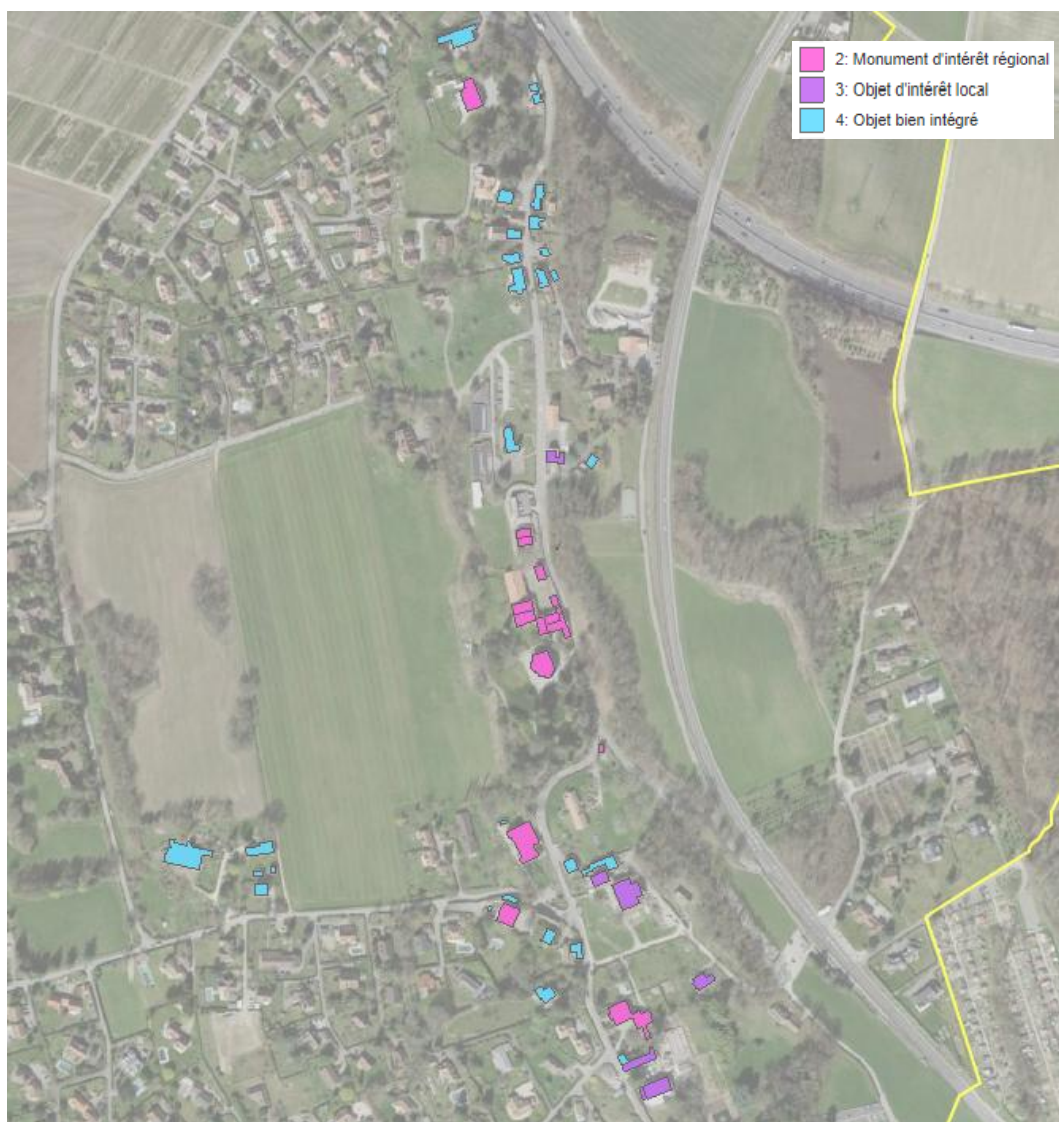 2: Monument d'intérêt régional
3: Objet d'intérêt local
4: Objet bien intégré